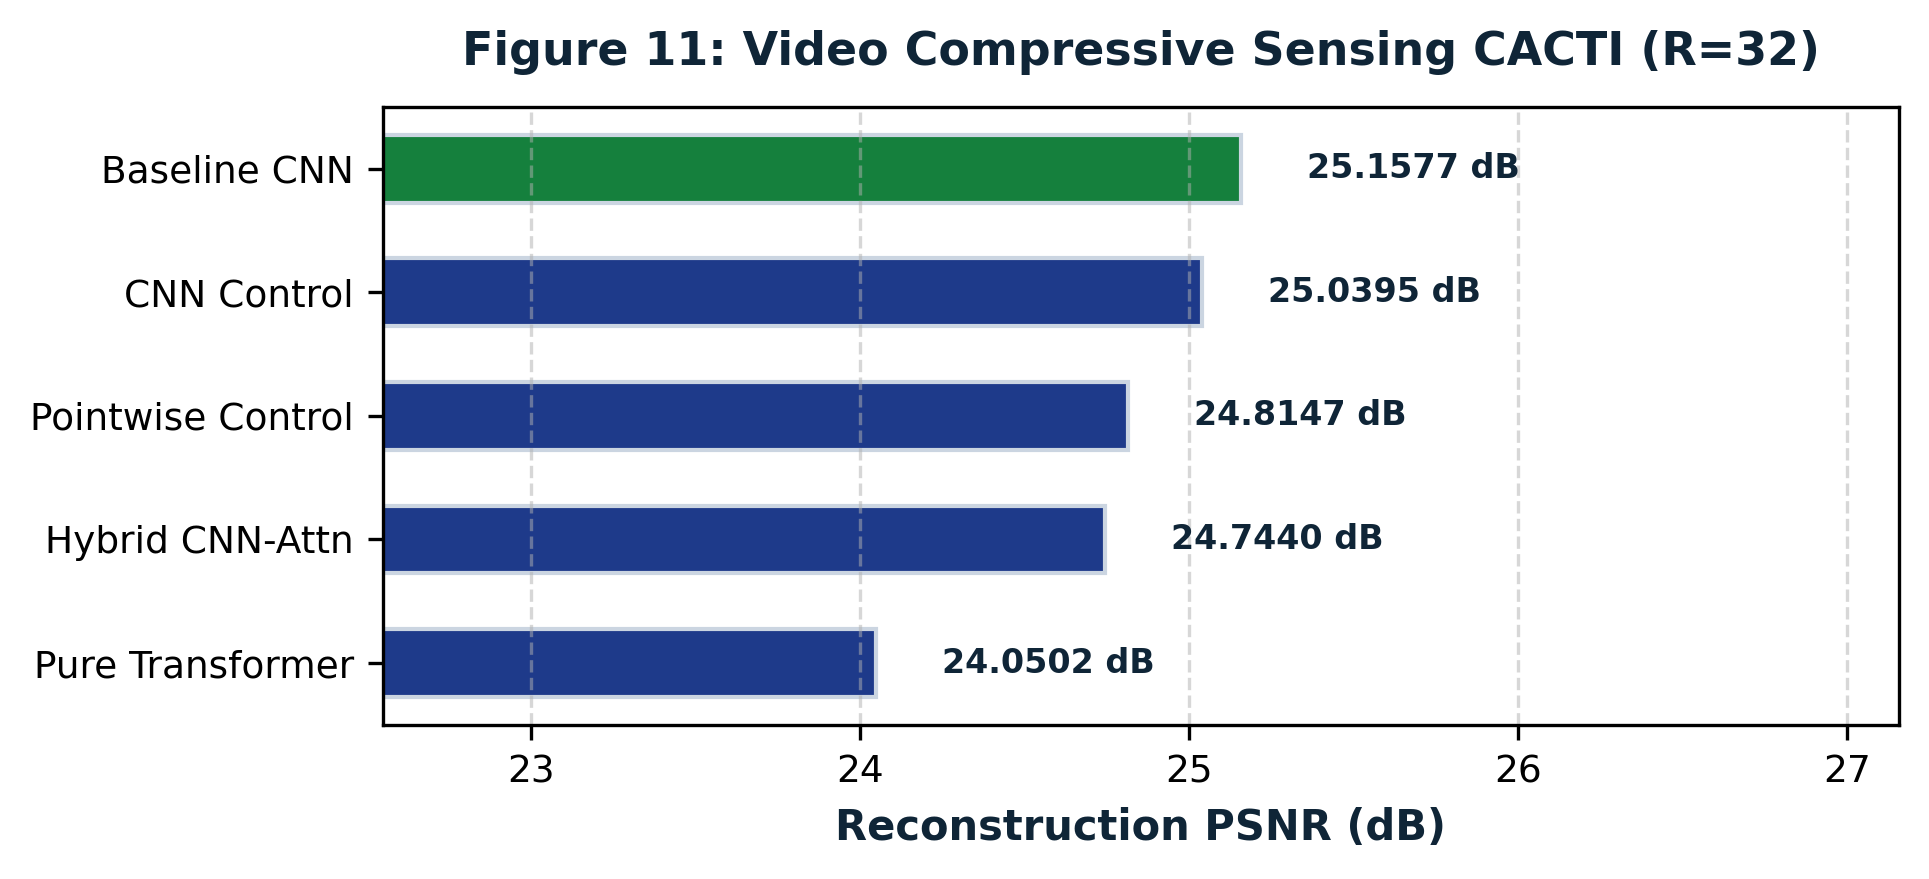 Figure 11: Video Compressive Sensing CACTI (R=32)
Baseline CNN
25.1577 dB
CNN Control
25.0395 dB
Pointwise Control
24.8147 dB
Hybrid CNN-Attn
24.7440 dB
Pure Transformer
24.0502 dB
23 24 25 26 27
Reconstruction PSNR (dB)